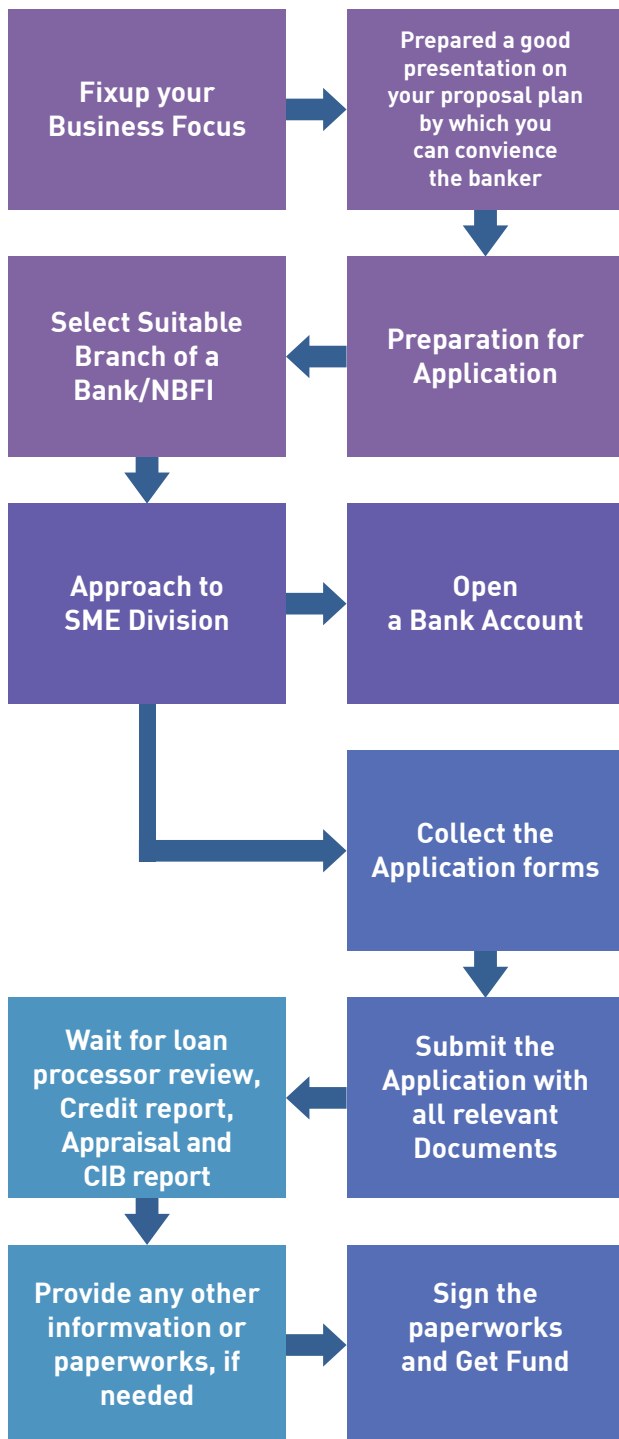 Fixup your
Business Focus
Prepared a good
presentation on
your proposal plan
by which you
can convience
the banker
Preparation for
Application
Select Suitable
Branch of a
Bank/NBFI
Approach to
SME Division
Open
a Bank Account
Collect the
Application forms
Submit the
Application with
all relevant
Documents
Wait for loan
processor review,
Credit report,
Appraisal and
CIB report
Provide any other
informvation or
paperworks, if
needed
Sign the
paperworks
and Get Fund